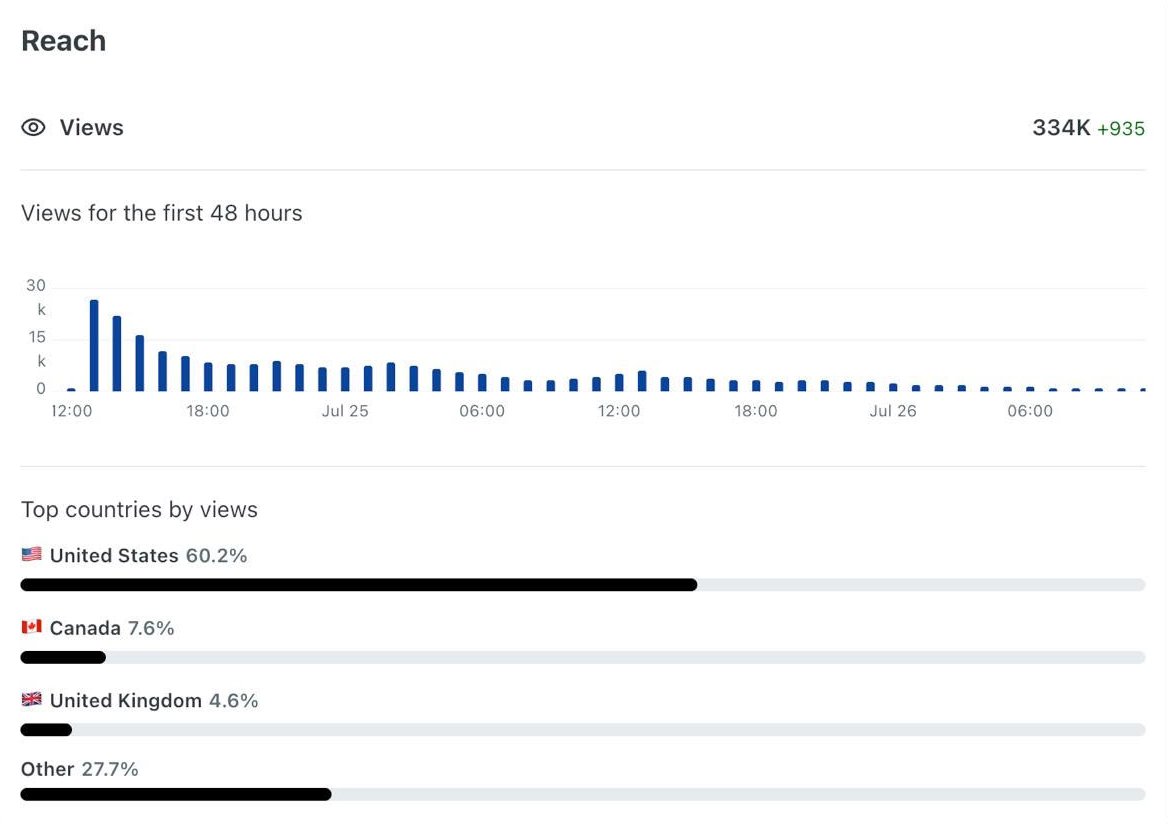 Reach
Views
334K +935
Views for the first 48 hours
30
k
15
k
0
12:00 18:00 Jul 25 06:00 12:00 18:00 Jul 26 06:00
Top countries by views
United States 60.2%
Canada 7.6%
United Kingdom 4.6%
Other 27.7%